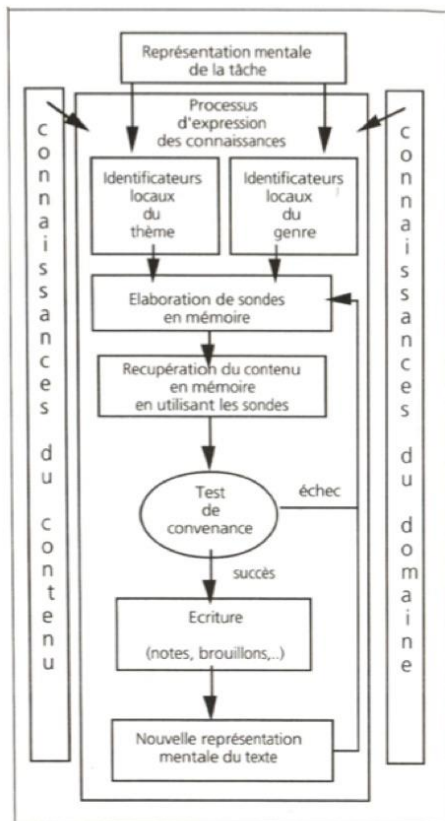 Représentation mentale
de la tâche
connaissances du contenu
Processus
d'expression
des connaissances
connaissances du domaine
Identificateurs
locaux
du
thème
Identificateurs
locaux
du
genre
Elaboration de sondes
en mémoire
Recupération du contenu
en mémoire
en utilisant les sondes
Test
de
convenance
échec
succès
Ecriture
(notes, brouillons,..)
Nouvelle représentation
mentale du texte